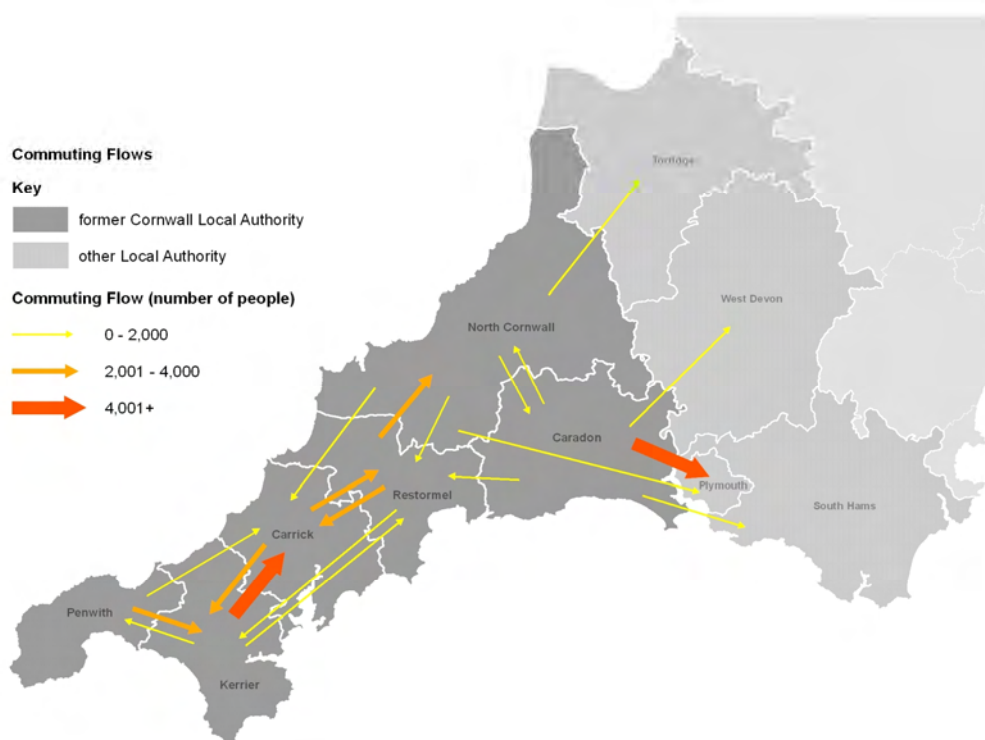 Commuting Flows
Key
former Cornwall Local Authority
other Local Authority
Commuting Flow (number of people)
0 - 2,000
2,001 - 4,000
4,001+
Torridge
West Devon
North Cornwall
Caradon
Plymouth
Restormel
South Hams
Carrick
Penwith
Kerrier